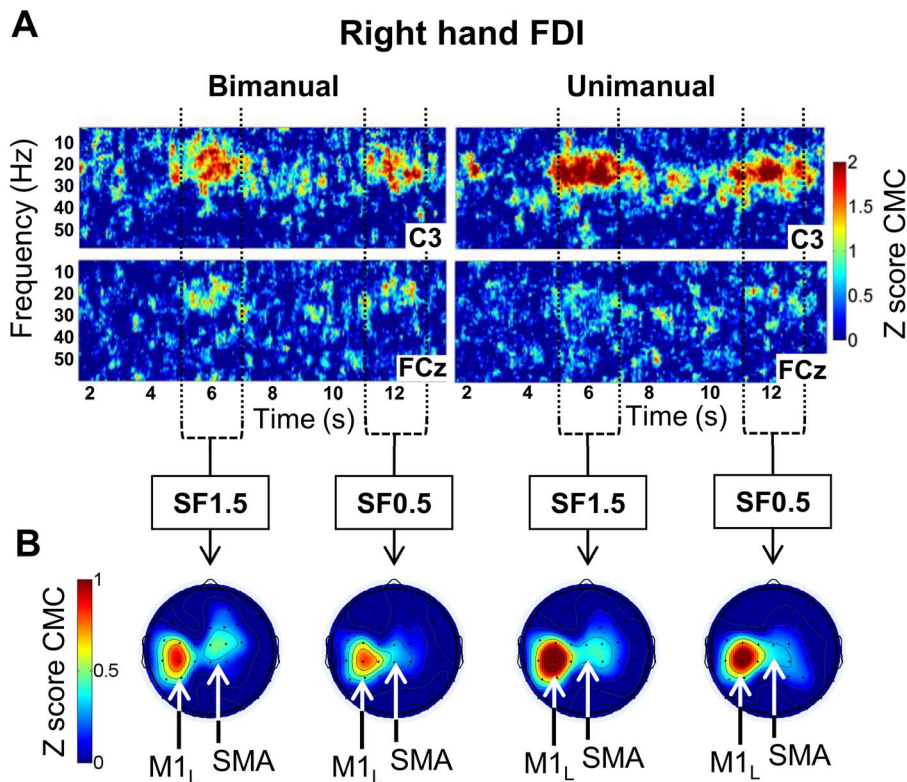 A
Right hand FDI
Bimanual Unimanual
Frequency (Hz)
10
20
30
40
50
C3
C3
10
20
30
40
50
FCz
FCz
2
1.5
1
0.5
0
Z score CMC
2 4 6 8 10 12 2 4 6 8 10 12
Time (s) Time (s)
SF1.5 SF0.5 SF1.5 SF0.5
B
Z score CMC
1
0.5
0
M1L SMA M1L SMA M1L SMA M1L SMA